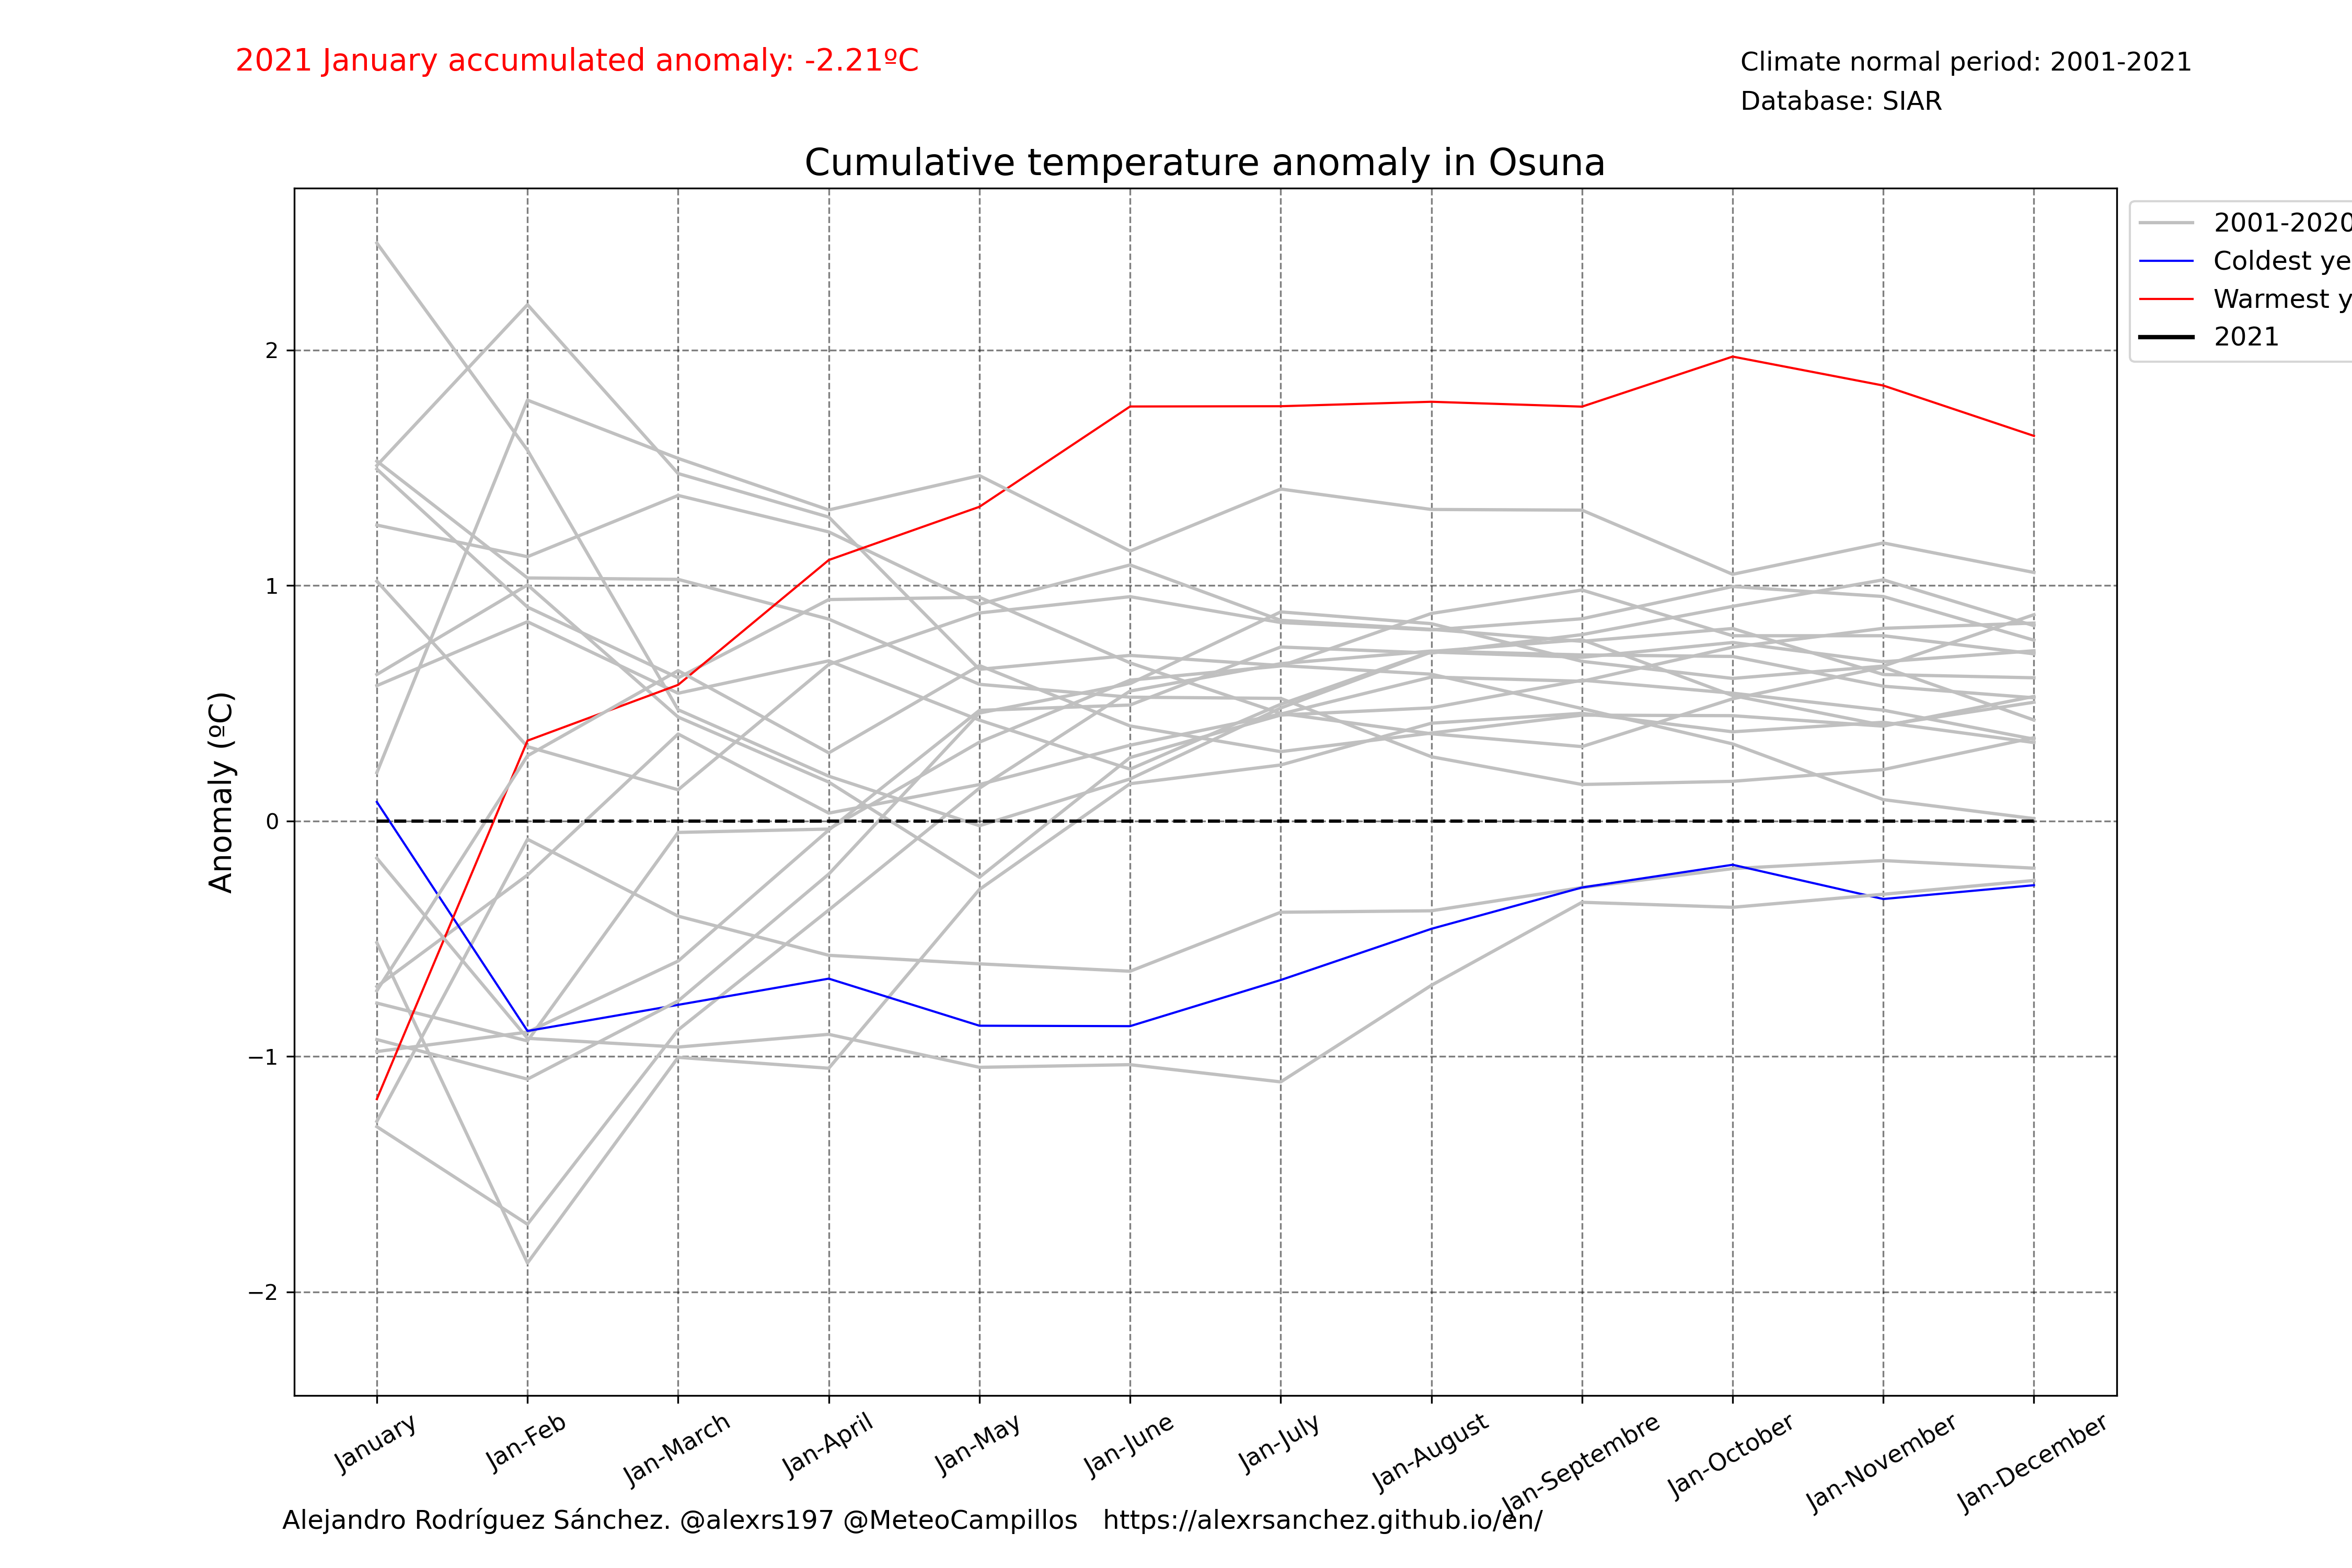 2021 January accumulated anomaly: -2.21ºC
Climate normal period: 2001-2021
Database: SIAR
Cumulative temperature anomaly in Osuna
2001-2020
Coldest ye
Warmest y
2021
Anomaly (ºC)
2
1
0
−1
−2
January
Jan-Feb
Jan-March
Jan-April
Jan-May
Jan-June
Jan-July
Jan-August
Jan-Septembre
Jan-October
Jan-November
Jan-December
Alejandro Rodríguez Sánchez. @alexrs197 @MeteoCampillos https://alexrsanchez.github.io/en/